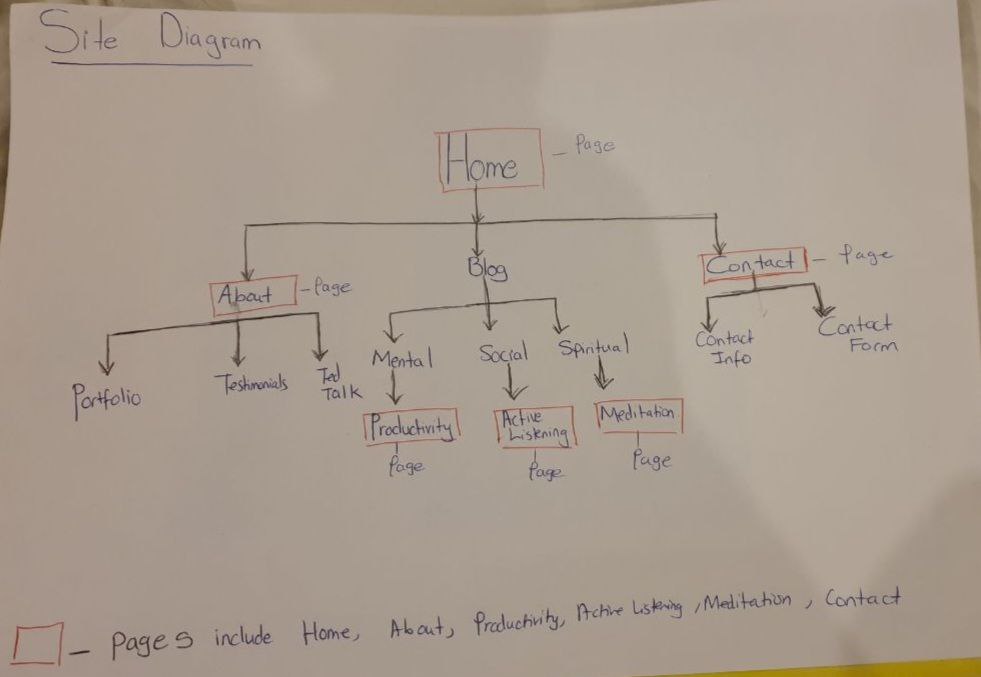 Site Diagram
Home
- Page
About
- Page
Blog
Contact
- Page
Portfolio
Testimonials
Ted
Talk
Mental
Social
Spiritual
Contact
Info
Contact
Form
Productivity
Page
Active
Listening
Page
Meditation
Page
- Pages include Home, About, Productivity, Active Listening, Meditation, Contact